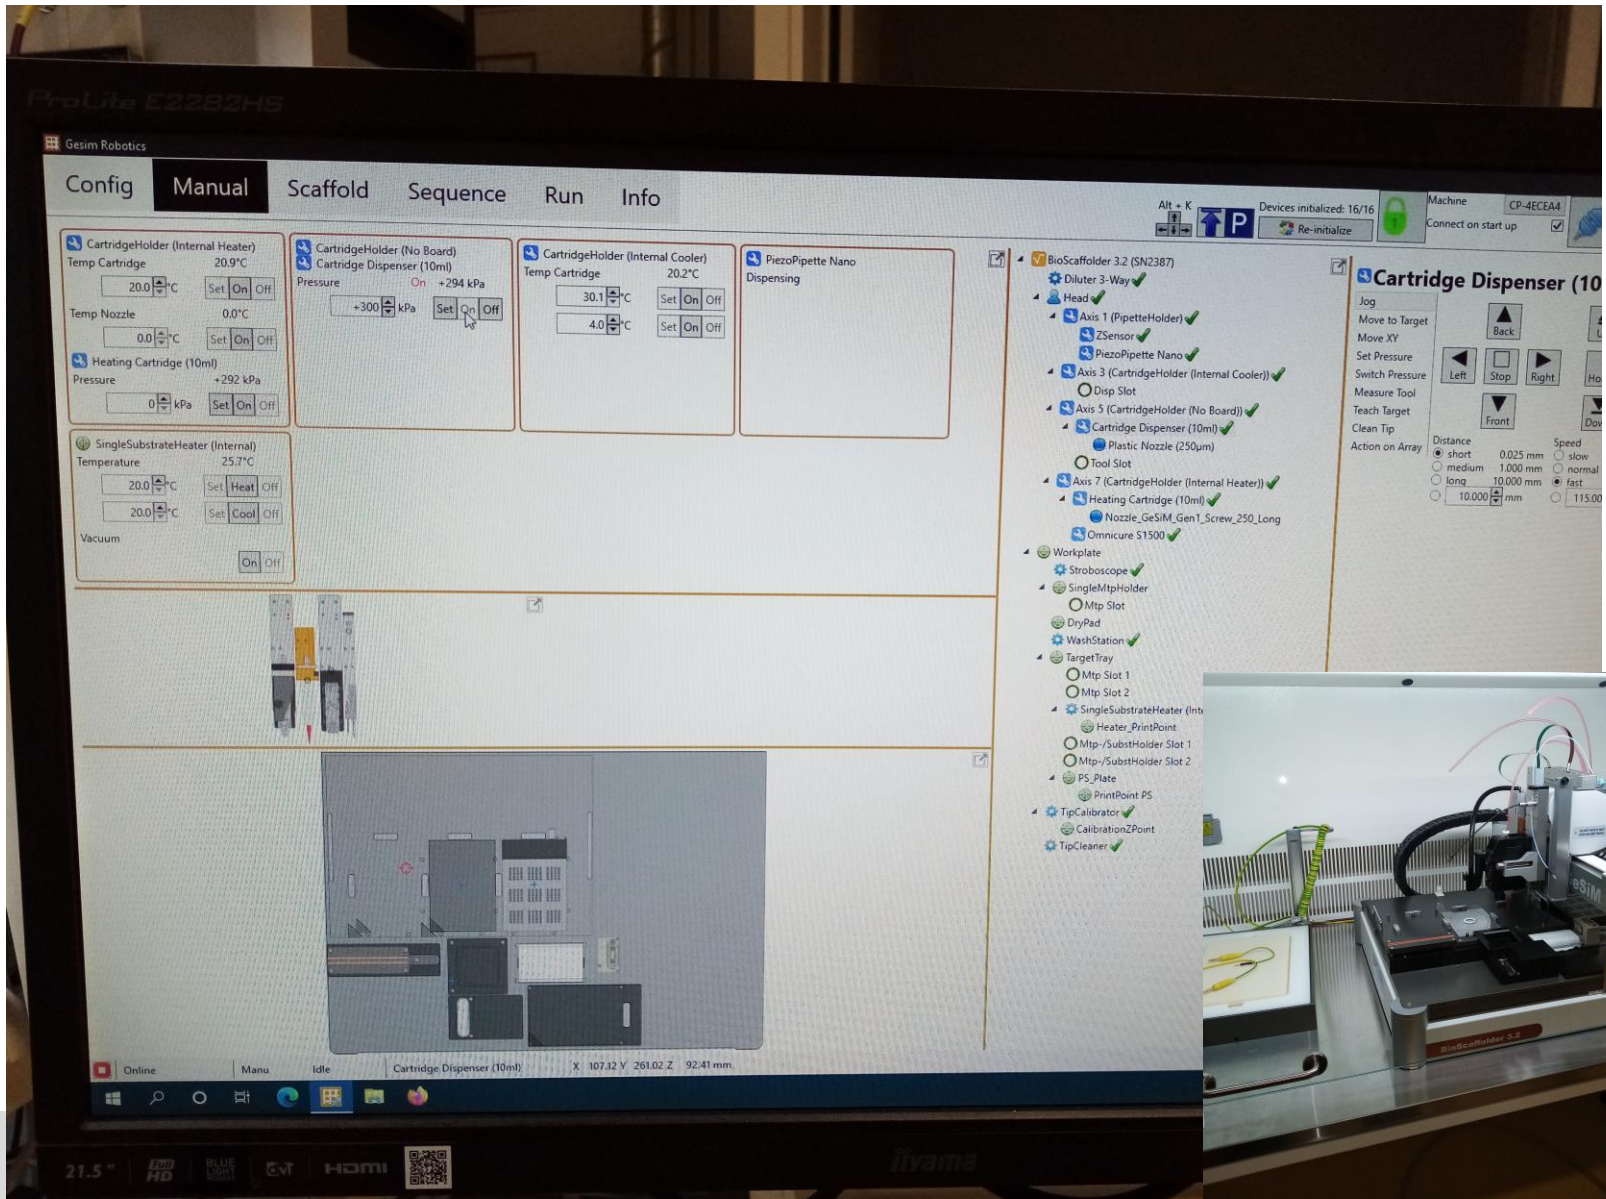 ProLite E2282HS
Gesim Robotics
Config Manual Scaffold Sequence Run Info
Alt + K
P
Devices initialized: 16/16
Re-initialize
Machine
CP-4ECEA4
Connect on start up
CartridgeHolder (Internal Heater)
Temp Cartridge 20.9°C
20.0 °C Set On Off
Temp Nozzle 0.0°C
0.0 °C Set On Off
Heating Cartridge (10ml)
Pressure +292 kPa
0 kPa Set On Off
CartridgeHolder (No Board)
Cartridge Dispenser (10ml)
Pressure On +294 kPa
+300 kPa Set On Off
CartridgeHolder (Internal Cooler)
Temp Cartridge 20.2°C
30.1 °C Set On Off
4.0 °C Set On Off
PiezoPipette Nano
Dispensing
SingleSubstrateHeater (Internal)
Temperature 25.7°C
20.0 °C Set Heat Off
20.0 °C Set Cool Off
Vacuum
On Off
BioScaffolder 3.2 (SN2387)
Diluter 3-Way
Head
Axis 1 (PipetteHolder)
ZSensor
PiezoPipette Nano
Axis 3 (CartridgeHolder (Internal Cooler))
Disp Slot
Axis 5 (CartridgeHolder (No Board))
Cartridge Dispenser (10ml)
Plastic Nozzle (250µm)
Tool Slot
Axis 7 (CartridgeHolder (Internal Heater))
Heating Cartridge (10ml)
Nozzle_GeSiM_Gen1_Screw_250_Long
Omnicure S1500
Workplate
Stroboscope
SingleMtpHolder
Mtp Slot
DryPad
WashStation
TargetTray
Mtp Slot 1
Mtp Slot 2
SingleSubstrateHeater (Inte
Heater_PrintPoint
Mtp-/SubstHolder Slot 1
Mtp-/SubstHolder Slot 2
PS_Plate
PrintPoint PS
TipCalibrator
CalibrationZPoint
TipCleaner
Cartridge Dispenser (10
Jog
Move to Target
Move XY
Set Pressure
Switch Pressure
Measure Tool
Teach Target
Clean Tip
Action on Array
Back
Left Stop Right Ho
Front Dow
Distance Speed
short 0.025 mm slow
medium 1.000 mm normal
long 10.000 mm fast
10.000 mm 115.00
Online Manu Idle Cartridge Dispenser (10ml) X 107.12 Y 261.02 Z 92.41 mm
eSiM
BioScaffolder 3.2
21.5" Full HD BLUE LIGHT HDMI
iiyama